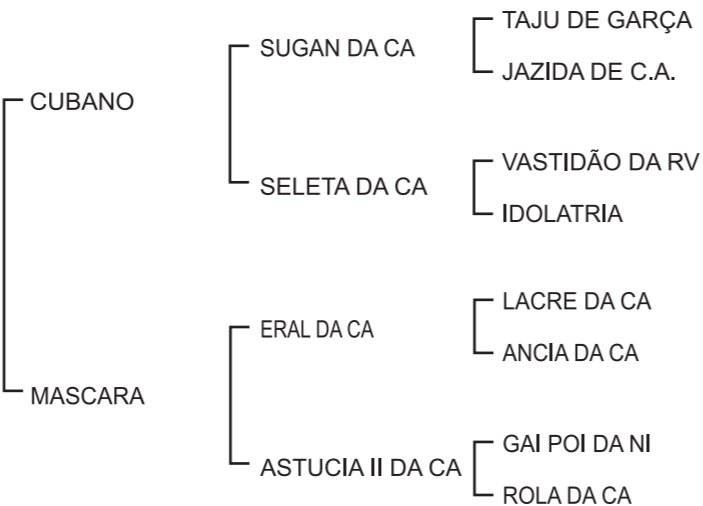 TAJU DE GARÇA
SUGAN DA CA
JAZIDA DE C.A.
CUBANO
VASTIDÃO DA RV
SELETA DA CA
IDOLATRIA
LACRE DA CA
ERAL DA CA
ANCIA DA CA
MASCARA
GAI POI DA NI
ASTUCIA II DA CA
ROLA DA CA